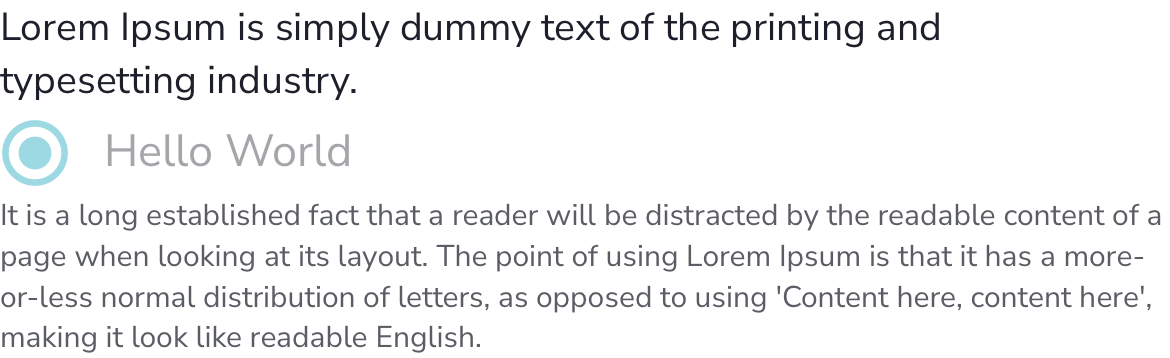 Lorem Ipsum is simply dummy text of the printing and
typesetting industry.
Hello World
It is a long established fact that a reader will be distracted by the readable content of a
page when looking at its layout. The point of using Lorem Ipsum is that it has a more-
or-less normal distribution of letters, as opposed to using 'Content here, content here',
making it look like readable English.